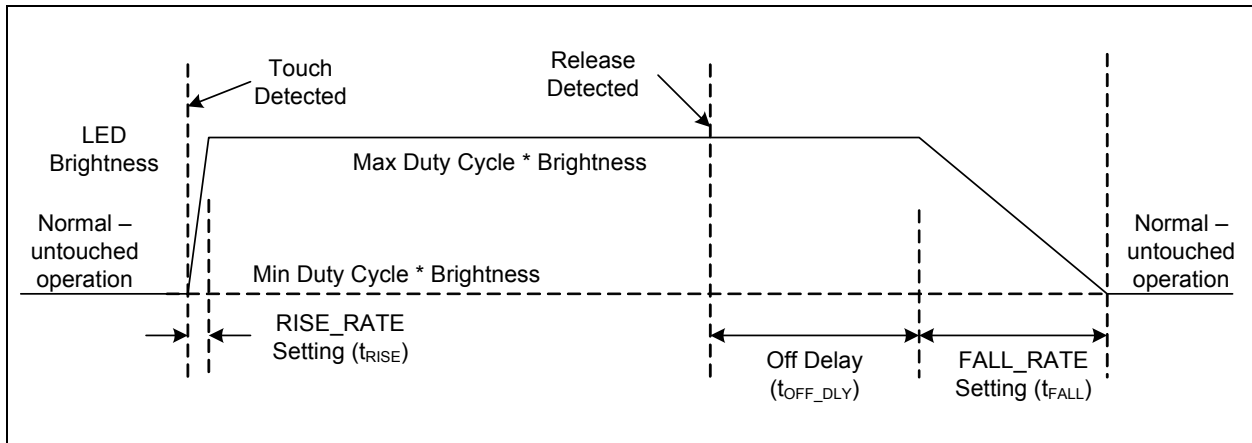 Touch
Detected
Release
Detected
LED
Brightness
Max Duty Cycle * Brightness
Normal –
untouched
operation
Min Duty Cycle * Brightness
Normal –
untouched
operation
RISE_RATE
Setting (tRISE)
Off Delay
(tOFF_DLY)
FALL_RATE
Setting (tFALL)